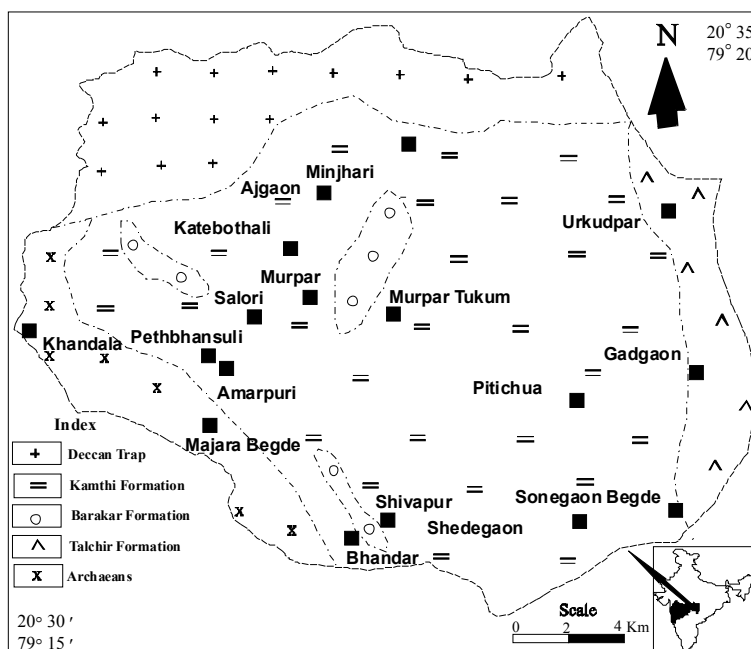 N
20° 35
79° 20
Minjhari
Ajgaon
Urkudpar
Katebothali
Murpar
Salori
Murpar Tukum
Khandala
Pethbhansuli
Gadgaon
Amarpuri
Pitichua
Index
Majara Begde
Deccan Trap
Kamthi Formation
Barakar Formation
Talchir Formation
Archaeans
Shivapur
Sonegaon Begde
Shedegaon
Bhandar
Scale
0 2 4 Km
20° 30 '
79° 15 '